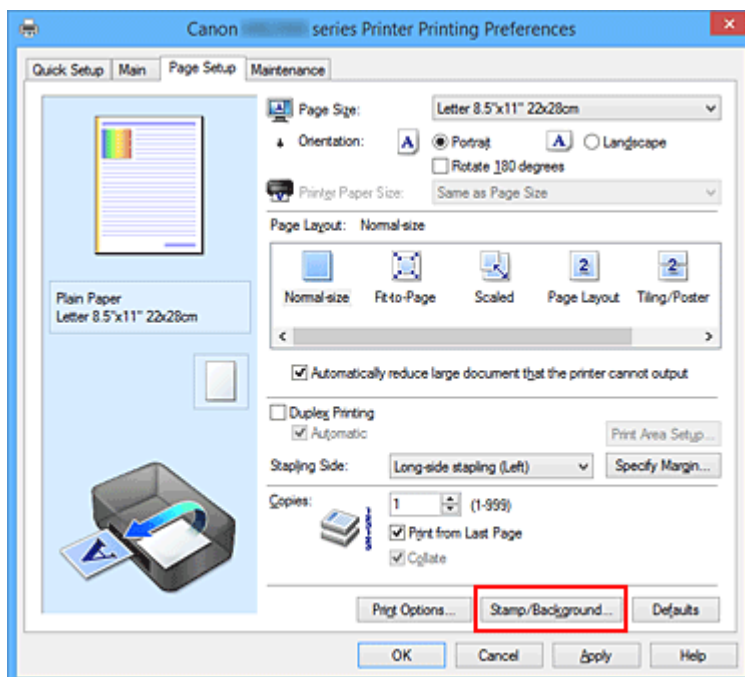 Canon series Printer Printing Preferences
Quick Setup Main Page Setup Maintenance
Page Size: Letter 8.5"x11" 22x28cm
Orientation: A Portrait A Landscape
Rotate 180 degrees
Printer Paper Size: Same as Page Size
Page Layout: Normal-size
2 2
Normal-size Fit-to-Page Scaled Page Layout Tiling/Poster
Plain Paper
Letter 8.5"x11" 22x28cm
Automatically reduce large document that the printer cannot output
Duplex Printing
Automatic
Print Area Setup...
Stapling Side: Long-side stapling (Left) Specify Margin...
Copies: 1 (1-999)
Print from Last Page
Collate
A
Print Options... Stamp/Background... Defaults
OK Cancel Apply Help